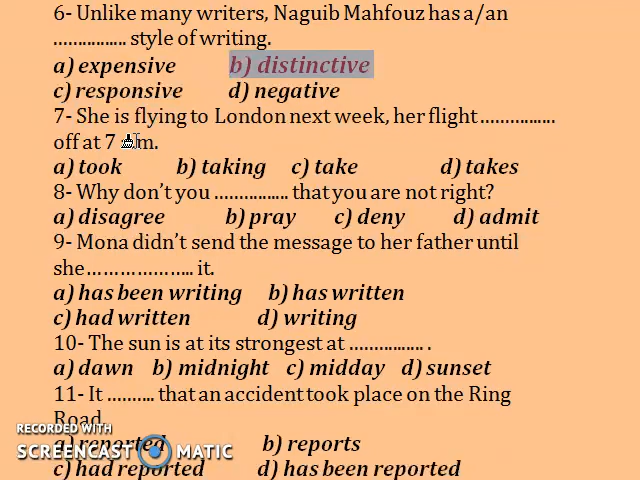 6- Unlike many writers, Naguib Mahfouz has a/an
................ style of writing.
a) expensive b) distinctive
c) responsive d) negative
7- She is flying to London next week, her flight ................
off at 7 .m.
a) took b) taking c) take d) takes
8- Why don't you ................ that you are not right?
a) disagree b) pray c) deny d) admit
9- Mona didn't send the message to her father until
she……………….. it.
a) has been writing b) has written
c) had written d) writing
10- The sun is at its strongest at ................ .
a) dawn b) midnight c) midday d) sunset
11- It .......... that an accident took place on the Ring
Road
a) reported b) reports
c) had reported d) has been reported
RECORDED WITH
SCREENCAST MATIC